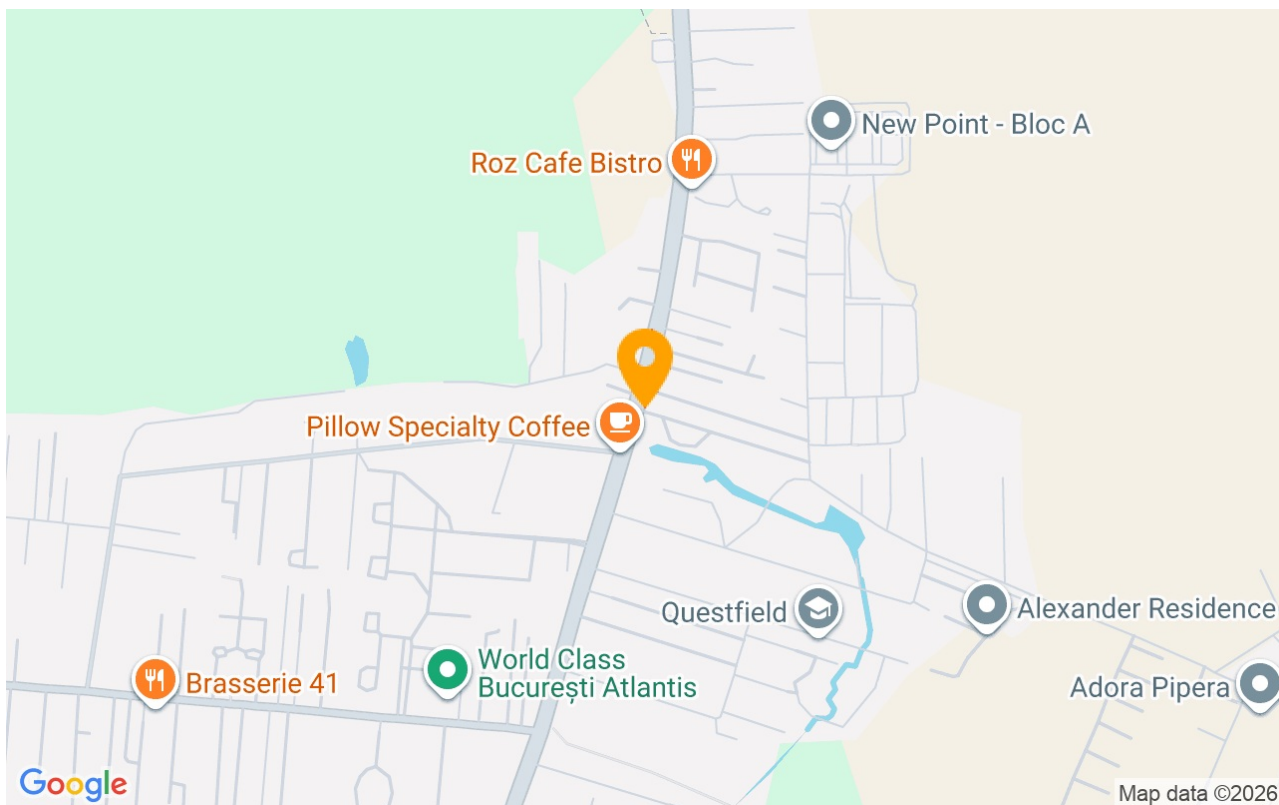 New Point - Bloc A
Roz Cafe Bistro
Pillow Specialty Coffee
Questfield
Alexander Residence
World Class
București Atlantis
Brasserie 41
Adora Pipera
Google
Map data ©2026